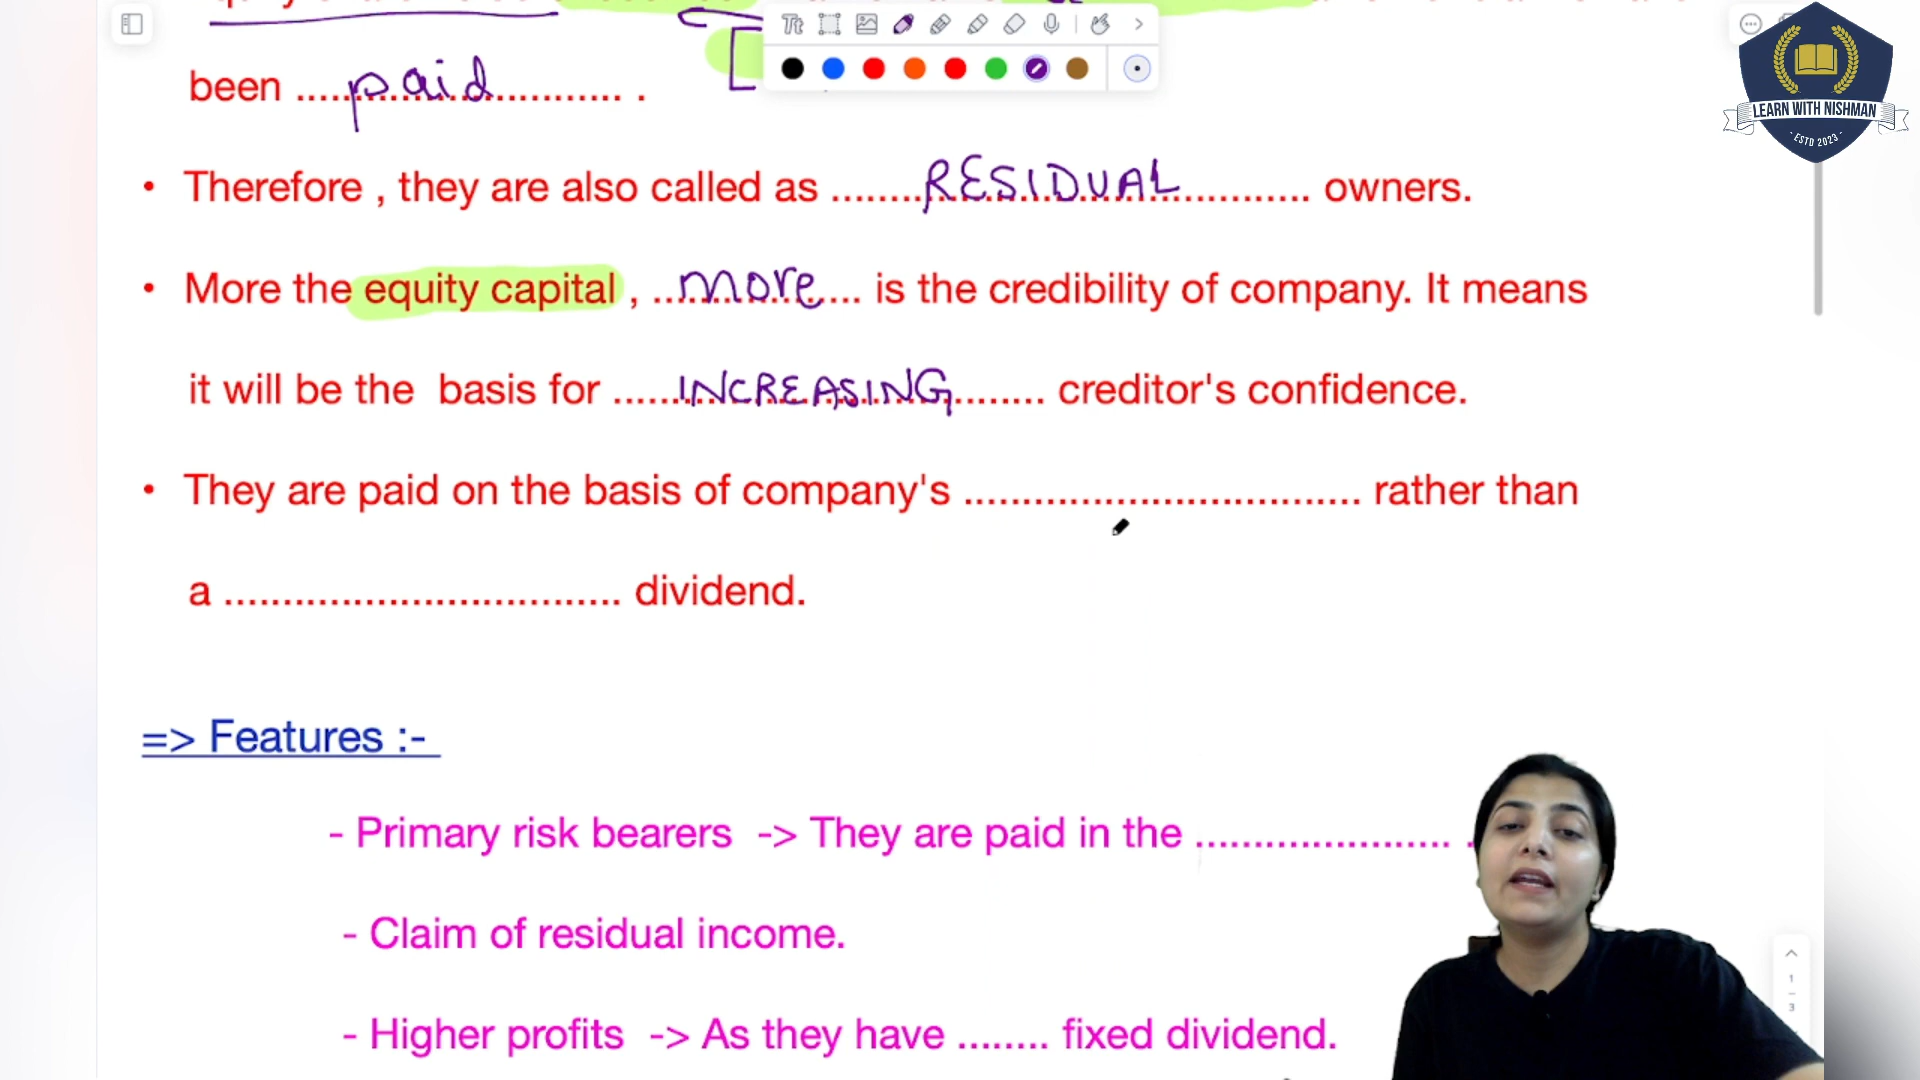 been ........paid.................. .
• Therefore , they are also called as ........RESIDUAL........... owners.
• More the equity capital , ...more.... is the credibility of company. It means
it will be the basis for .....INCREASING........ creditor's confidence.
• They are paid on the basis of company's .................................. rather than
a .................................. dividend.
=> Features :-
- Primary risk bearers -> They are paid in the ...................... .
- Claim of residual income.
- Higher profits -> As they have ........ fixed dividend.
LEARN WITH NISHMAN
· ESTD 2023 ·
Tt
1
3